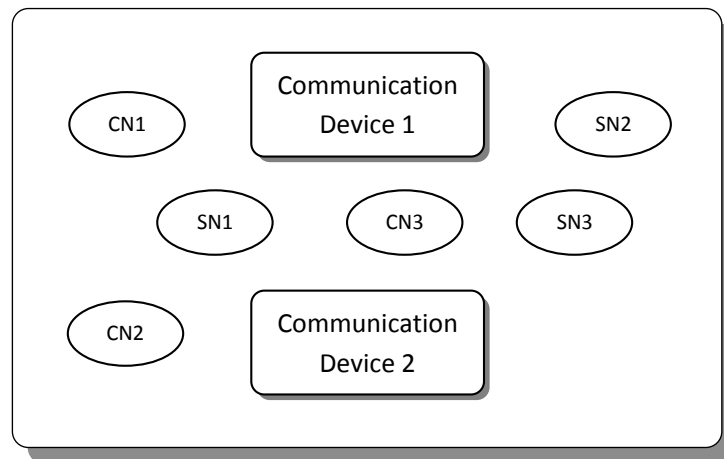 Communication
Device 1
CN1
SN2
SN1
CN3
SN3
Communication
Device 2
CN2